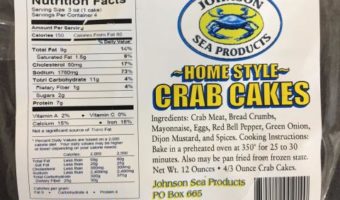 Nutrition Facts
Serving Size: 3 oz (1 cake)
Servings Per Container 4
Amount Per Serving
Calories 150 Calories From Fat 80
% Daily Value
Total Fat 9g 14%
Saturated Fat 1.5g 8%
Cholesterol 50mg 17%
Sodium 1760mg 73%
Total Carbohydrate 11g 4%
Dietary Fiber 1g 4%
Sugars 2g
Protein 7g
Vitamin A 2% Vitamin C 0%
Calcium 15% Iron 15%
Not a significant source of Trans Fat.
JOHNSON
SEA PRODUCTS
~HOME STYLE~
CRAB CAKES
Ingredients: Crab Meat, Bread Crumbs,
Mayonnaise, Eggs, Red Bell Pepper, Green Onion,
Dijon Mustard, and Spices. Cooking Instructions:
Bake in a preheated oven at 350° for 25 to 30
minutes. Also may be pan fried from frozen state.
Net Wt. 12 Ounces • 4/3 Ounce Crab Cakes.
Johnson Sea Products
PO Box 665